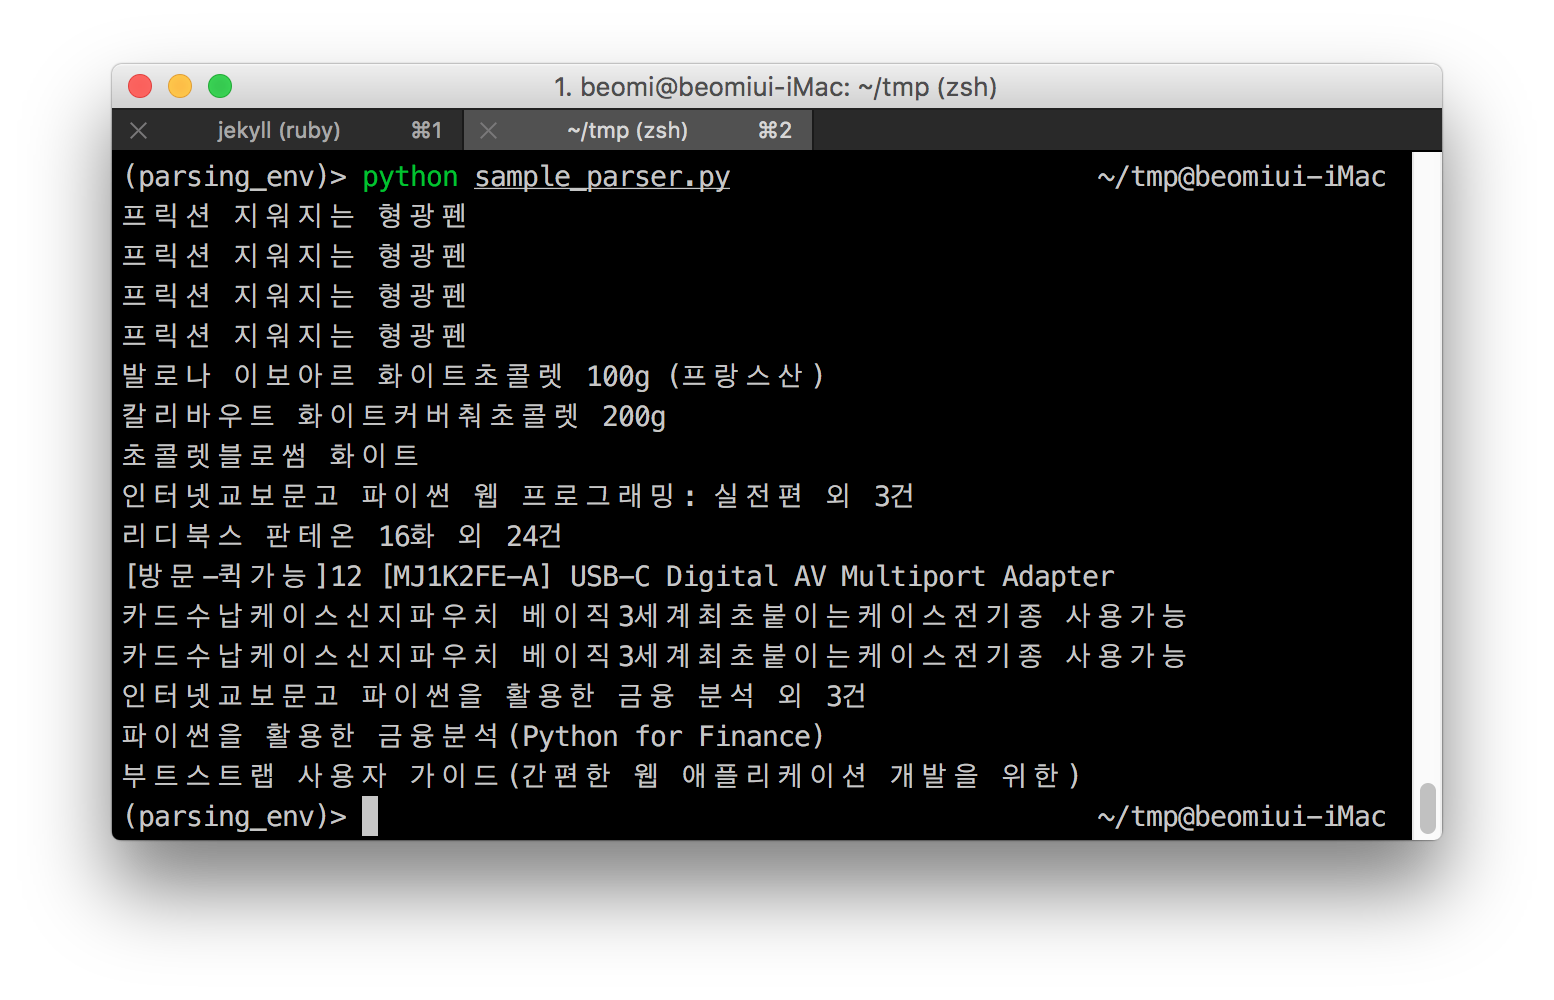 1. beomi@beomiui-iMac: ~/tmp (zsh)
jekyll (ruby) ⌘1 ~/tmp (zsh) ⌘2
(parsing_env)> python sample_parser.py ~/tmp@beomiui-iMac
프릭션 지워지는 형광펜
프릭션 지워지는 형광펜
프릭션 지워지는 형광펜
프릭션 지워지는 형광펜
발로나 이보아르 화이트초콜렛 100g (프랑스산)
칼리바우트 화이트커버춰초콜렛 200g
초콜렛블로썸 화이트
인터넷교보문고 파이썬 웹 프로그래밍: 실전편 외 3건
리디북스 판테온 16화 외 24건
[방문-퀵가능]12 [MJ1K2FE-A] USB-C Digital AV Multiport Adapter
카드수납케이스신지파우치 베이직3세계최초붙이는케이스전기종 사용가능
카드수납케이스신지파우치 베이직3세계최초붙이는케이스전기종 사용가능
인터넷교보문고 파이썬을 활용한 금융 분석 외 3건
파이썬을 활용한 금융분석(Python for Finance)
부트스트랩 사용자 가이드(간편한 웹 애플리케이션 개발을 위한)
(parsing_env)> ~/tmp@beomiui-iMac